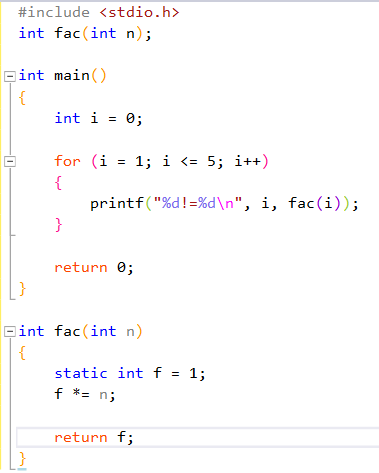 #include <stdio.h>
int fac(int n);
int main()
{
int i = 0;
for (i = 1; i <= 5; i++)
{
printf("%d!=%d\n", i, fac(i));
}
return 0;
}
int fac(int n)
{
static int f = 1;
f *= n;
return f;
}